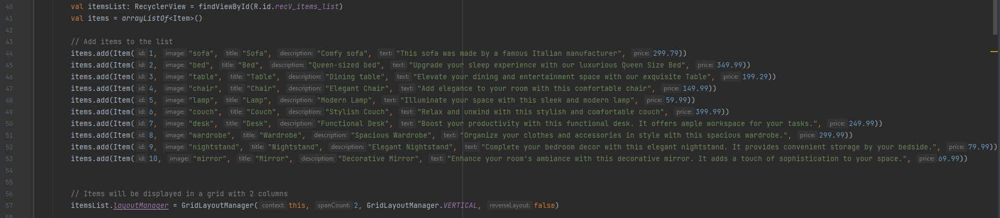 40 val itemsList: RecyclerView = findViewById(R.id.recV_items_list)
41 val items = arrayListOf<Item>()
42
43 // Add items to the list
44 items.add(Item( id: 1, image: "sofa", title: "Sofa", description: "Comfy sofa", text: "This sofa was made by a famous Italian manufacturer", price: 299.79))
45 items.add(Item( id: 2, image: "bed", title: "Bed", description: "Queen-sized bed", text: "Upgrade your sleep experience with our luxurious Queen Size Bed", price: 349.99))
46 items.add(Item( id: 3, image: "table", title: "Table", description: "Dining table", text: "Elevate your dining and entertainment space with our exquisite Table", price: 199.29))
47 items.add(Item( id: 4, image: "chair", title: "Chair", description: "Elegant Chair", text: "Add elegance to your room with this comfortable chair", price: 149.99))
48 items.add(Item( id: 5, image: "lamp", title: "Lamp", description: "Modern Lamp", text: "Illuminate your space with this sleek and modern lamp", price: 59.99))
49 items.add(Item( id: 6, image: "couch", title: "Couch", description: "Stylish Couch", text: "Relax and unwind with this stylish and comfortable couch", price: 399.99))
50 items.add(Item( id: 7, image: "desk", title: "Desk", description: "Functional Desk", text: "Boost your productivity with this functional desk. It offers ample workspace for your tasks.", price: 249.99))
51 items.add(Item( id: 8, image: "wardrobe", title: "Wardrobe", description: "Spacious Wardrobe", text: "Organize your clothes and accessories in style with this spacious wardrobe.", price: 299.99))
52 items.add(Item( id: 9, image: "nightstand", title: "Nightstand", description: "Elegant Nightstand", text: "Complete your bedroom decor with this elegant nightstand. It provides convenient storage by your bedside.", price: 79.99))
53 items.add(Item( id: 10, image: "mirror", title: "Mirror", description: "Decorative Mirror", text: "Enhance your room's ambiance with this decorative mirror. It adds a touch of sophistication to your space.", price: 69.99))
54
55
56 // Items will be displayed in a grid with 2 columns
57 itemsList.layoutManager = GridLayoutManager( context: this, spanCount: 2, GridLayoutManager.VERTICAL, reverseLayout: false)
58